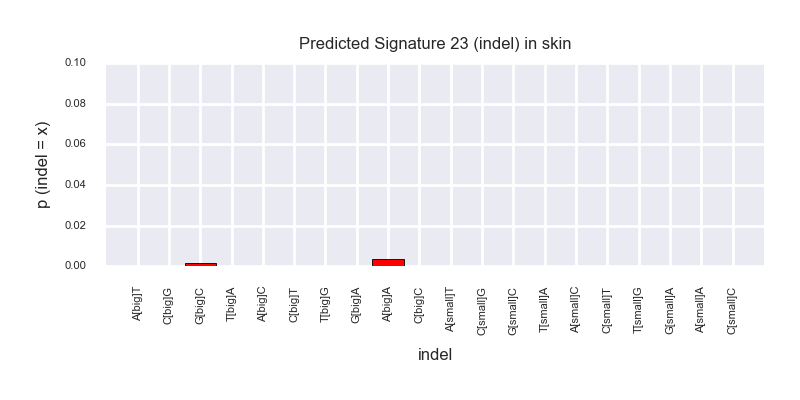 Predicted Signature 23 (indel) in skin
0.10
0.08
0.06
0.04
0.02
0.00
p (indel = x)
A[big]T
C[big]G
G[big]C
T[big]A
A[big]C
C[big]T
T[big]G
G[big]A
A[big]A
C[big]C
A[small]T
C[small]G
G[small]C
T[small]A
A[small]C
C[small]T
T[small]G
G[small]A
A[small]A
C[small]C
indel